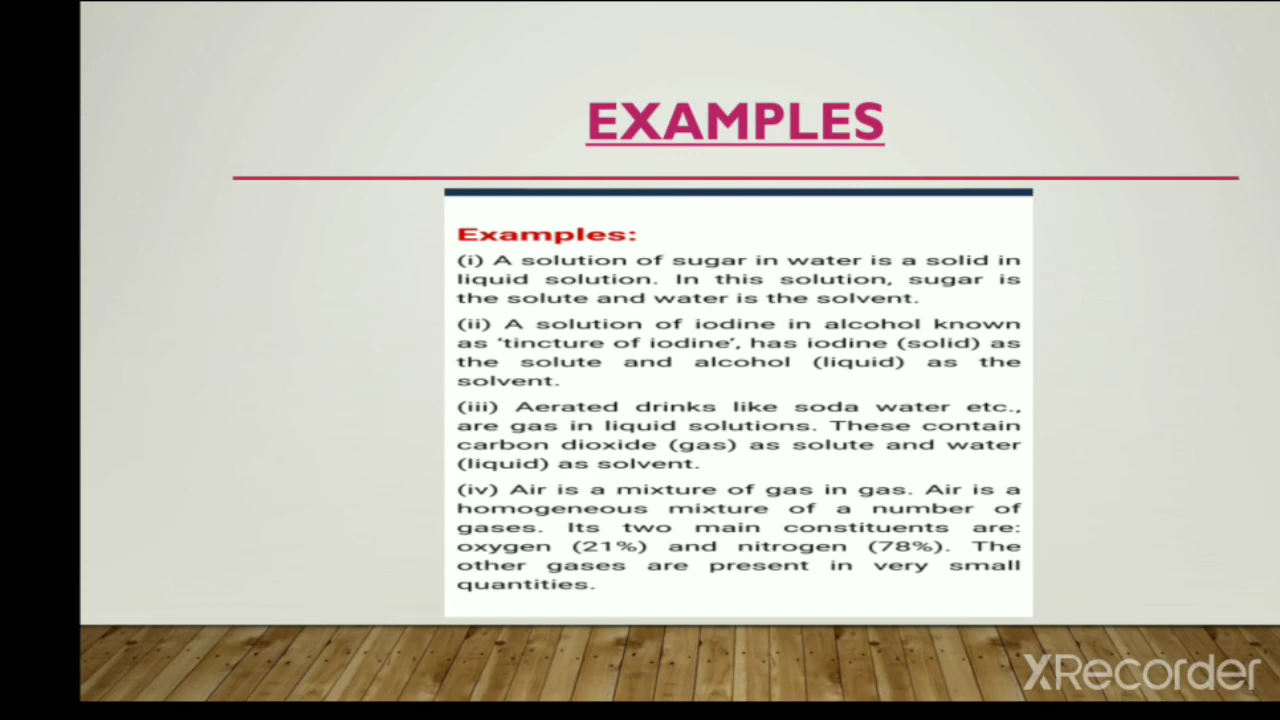 EXAMPLES
Examples:
(i) A solution of sugar in water is a solid in
liquid solution. In this solution, sugar is
the solute and water is the solvent.
(ii) A solution of iodine in alcohol known
as ‘tincture of iodine’, has iodine (solid) as
the solute and alcohol (liquid) as the
solvent.
(iii) Aerated drinks like soda water etc.,
are gas in liquid solutions. These contain
carbon dioxide (gas) as solute and water
(liquid) as solvent.
(iv) Air is a mixture of gas in gas. Air is a
homogeneous mixture of a number of
gases. Its two main constituents are:
oxygen (21%) and nitrogen (78%). The
other gases are present in very small
quantities.
XRecorder